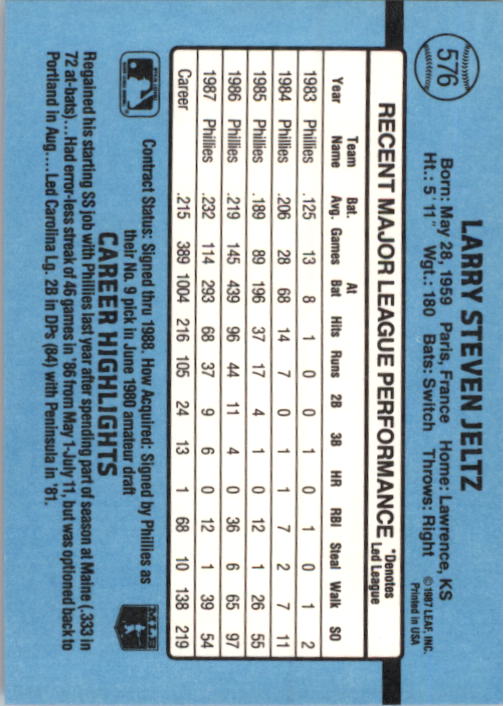 576
LARRY STEVEN JELTZ
Born: May 28, 1959 Paris, France Home: Lawrence, KS
Ht.: 5' 11" Wgt.: 180 Bats: Switch Throws: Right
© 1987 LEAF, INC.
Printed in USA
RECENT MAJOR LEAGUE PERFORMANCE *Denotes Led League
Year Team Name Bat. Avg. Games At Bat Hits Runs 2B 3B HR RBI Steal Walk SO
1983 Phillies .125 13 8 1 0 0 1 0 1 0 1 2
1984 Phillies .206 28 68 14 7 0 1 1 7 2 7 11
1985 Phillies .189 89 196 37 17 4 1 0 12 1 26 55
1986 Phillies .219 145 439 96 44 11 4 0 36 6 65 97
1987 Phillies .232 114 293 68 37 9 6 0 12 1 39 54
Career .215 389 1004 216 105 24 13 1 68 10 138 219
Contract Status: Signed thru 1988. How Acquired: Signed by Phillies as
their No. 9 pick in June 1980 amateur draft
MLB
CAREER HIGHLIGHTS
Regained his starting SS job with Phillies last year after spending part of season at Maine (.333 in
72 at-bats)... Had error-less streak of 46 games in '86 from May 1-July 11, but was optioned back to
Portland in Aug.... Led Carolina Lg. 2B in DPs (84) with Peninsula in '81.